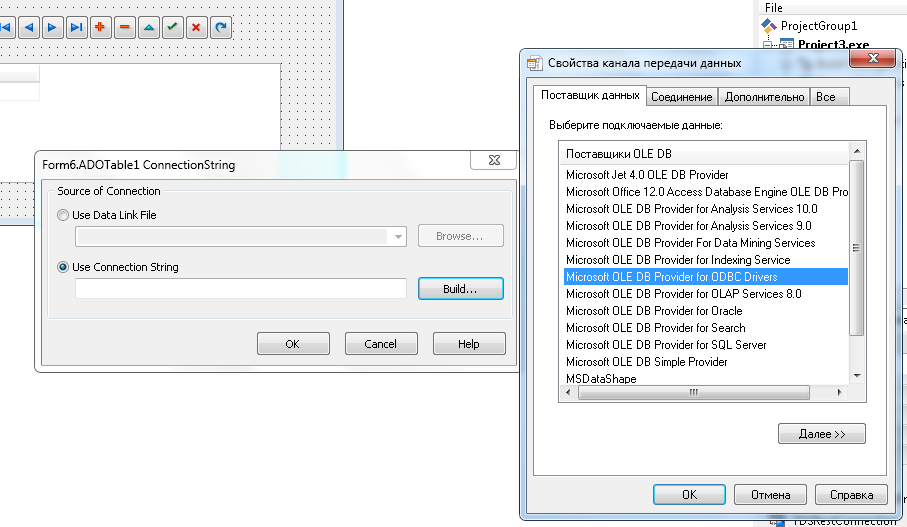 File
ProjectGroup1
Project3.exe
Form6.ADOTable1 ConnectionString
Source of Connection
Use Data Link File
Browse...
Use Connection String
Build...
OK
Cancel
Help
Свойства канала передачи данных
Поставщик данных
Соединение
Дополнительно
Все
Выберите подключаемые данные:
Поставщики OLE DB
Microsoft Jet 4.0 OLE DB Provider
Microsoft Office 12.0 Access Database Engine OLE DB Pro
Microsoft OLE DB Provider for Analysis Services 10.0
Microsoft OLE DB Provider for Analysis Services 9.0
Microsoft OLE DB Provider For Data Mining Services
Microsoft OLE DB Provider for Indexing Service
Microsoft OLE DB Provider for ODBC Drivers
Microsoft OLE DB Provider for OLAP Services 8.0
Microsoft OLE DB Provider for Oracle
Microsoft OLE DB Provider for Search
Microsoft OLE DB Provider for SQL Server
Microsoft OLE DB Simple Provider
MSDataShape
Далее >>
OK
Отмена
Справка
TDSRestConnection